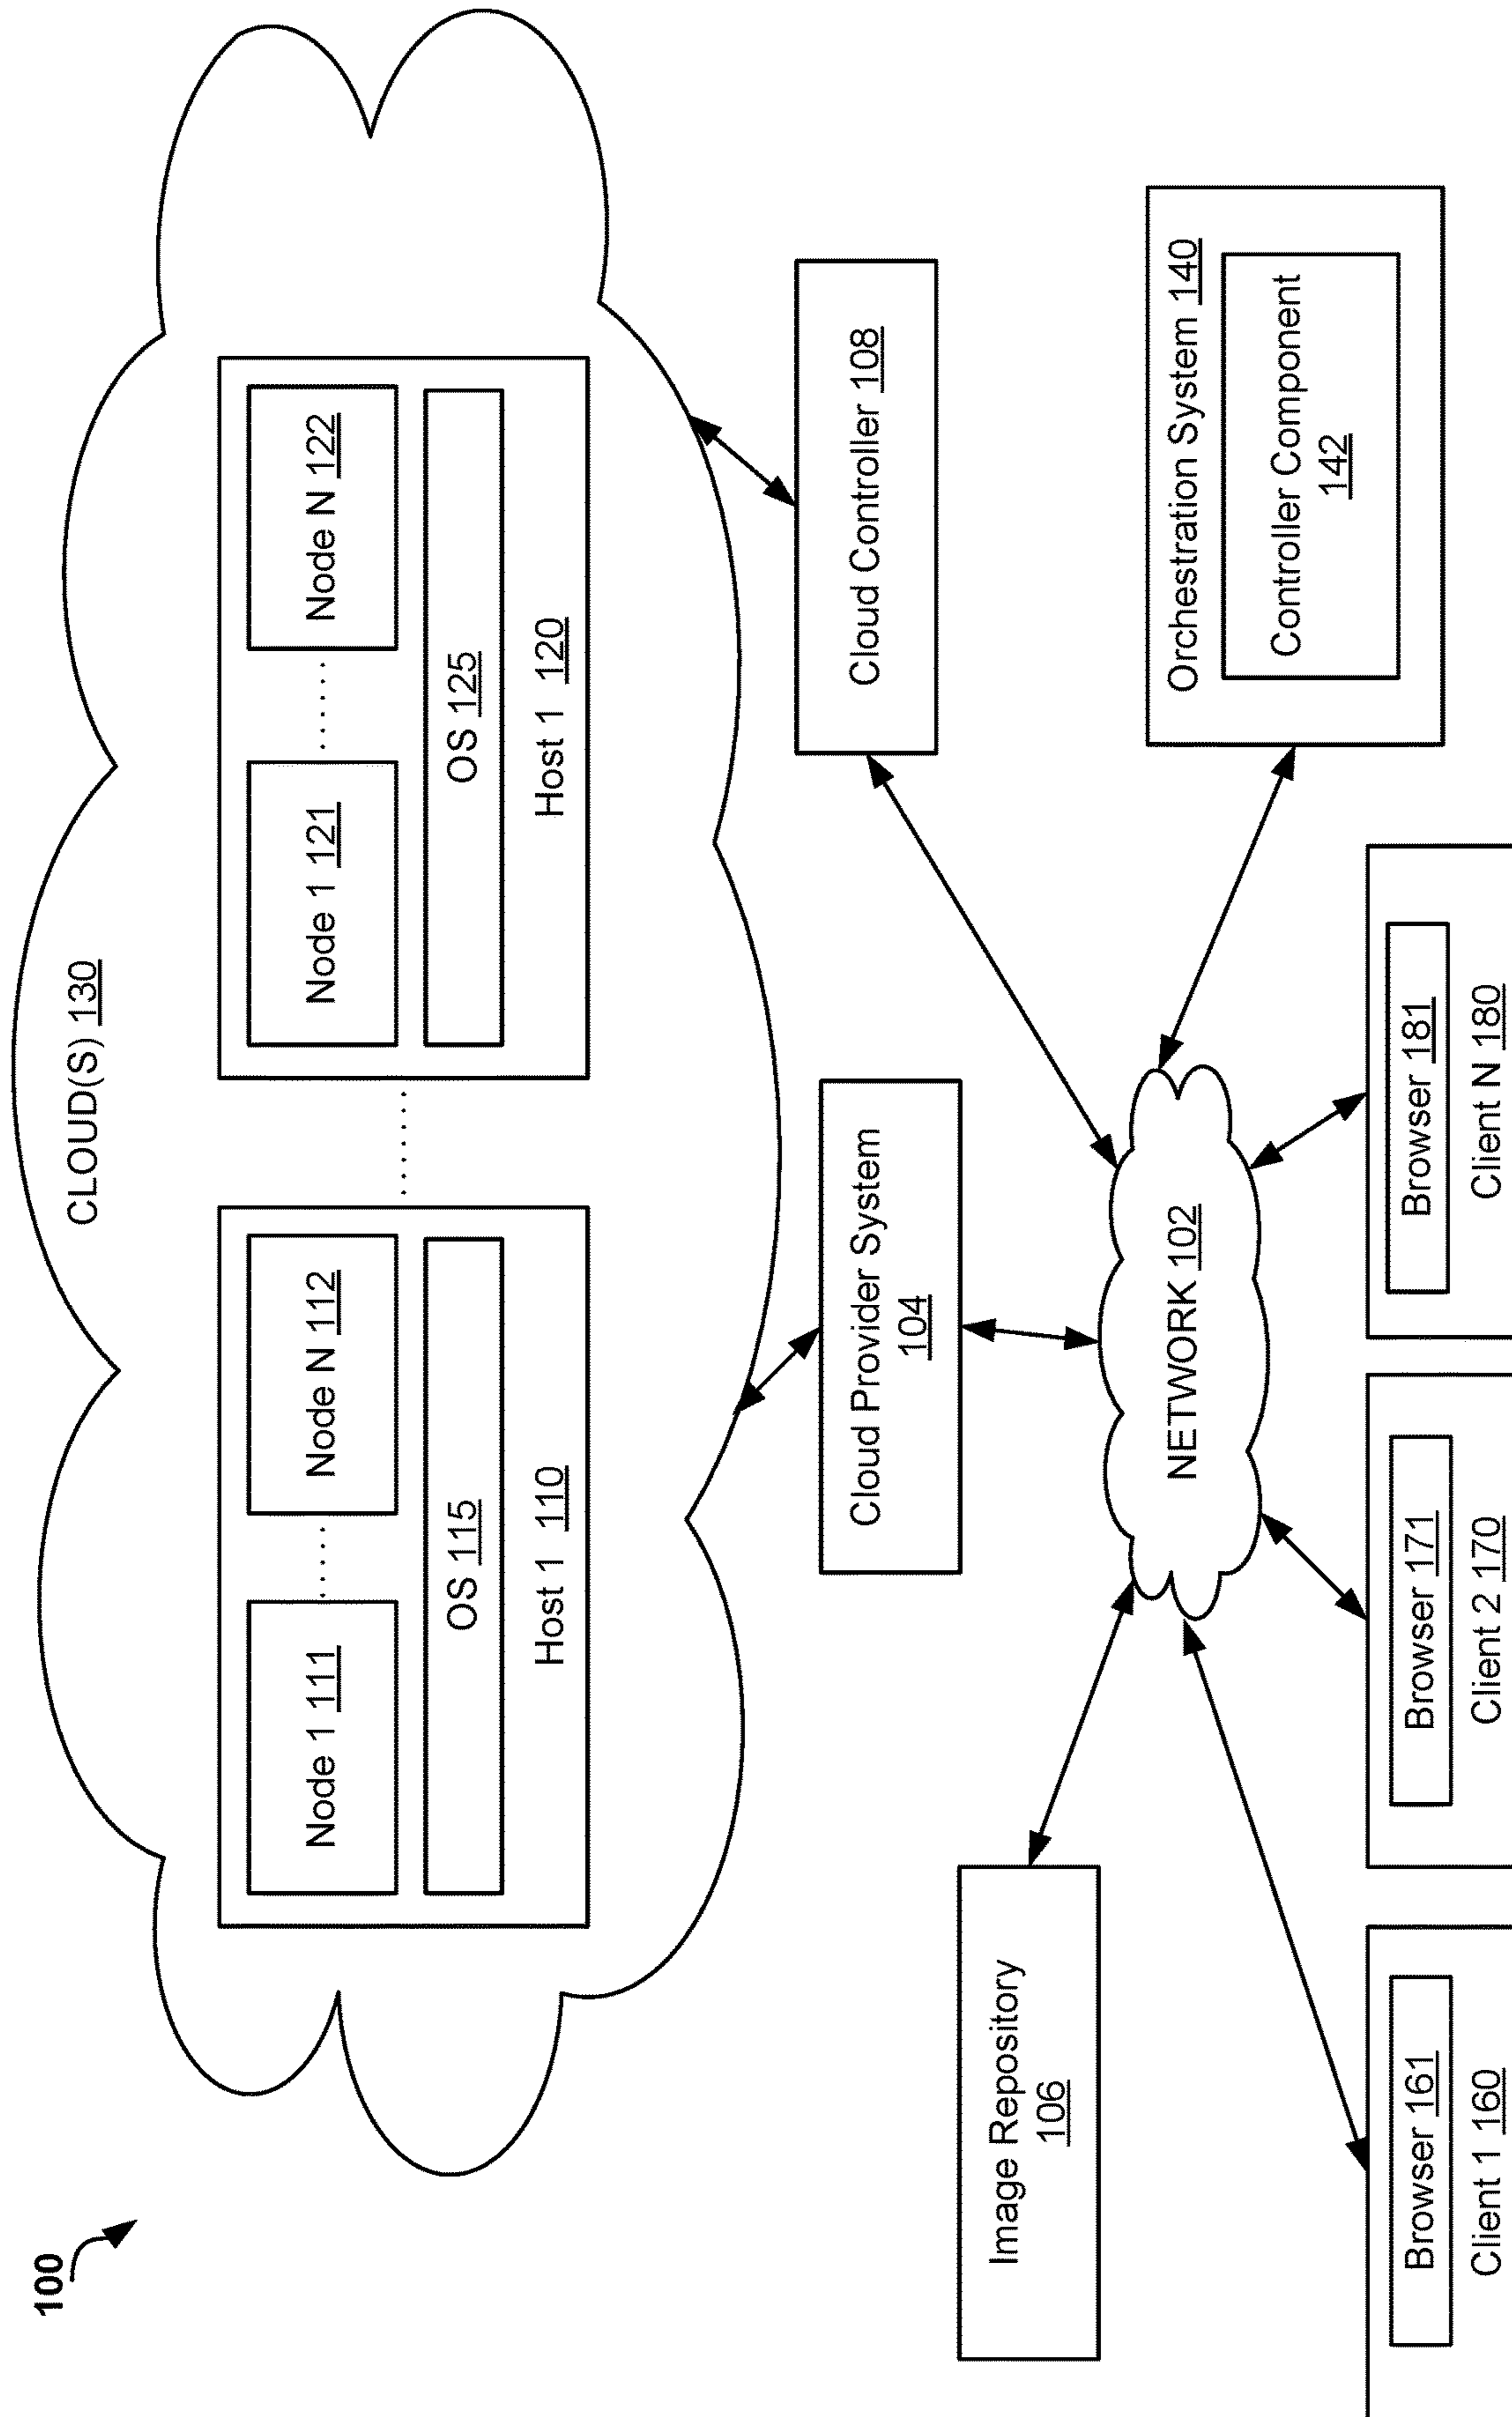 100
CLOUD(S) 130
Node 1 111
......
Node N 112
OS 115
Host 1 110
.......
Node 1 121
......
Node N 122
OS 125
Host 1 120
Cloud Provider System
104
Cloud Controller 108
Image Repository
106
NETWORK 102
Orchestration System 140
Controller Component
142
Browser 161
Client 1 160
Browser 171
Client 2 170
Browser 181
Client N 180